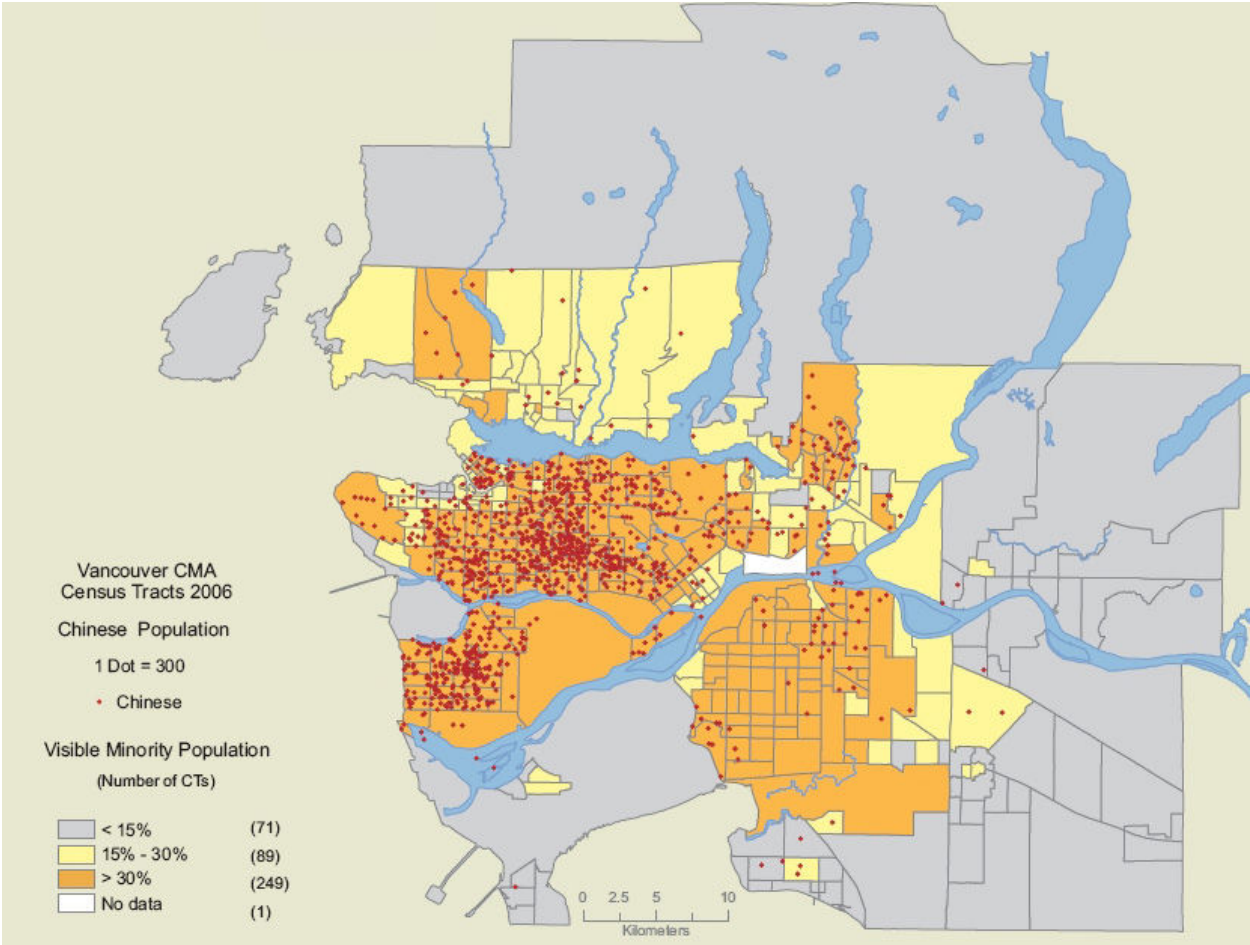 Vancouver CMA
Census Tracts 2006
Chinese Population
1 Dot = 300
Chinese
Visible Minority Population
(Number of CTs)
< 15% (71)
15% - 30% (89)
> 30% (249)
No data (1)
0 2.5 5 10
Kilometers